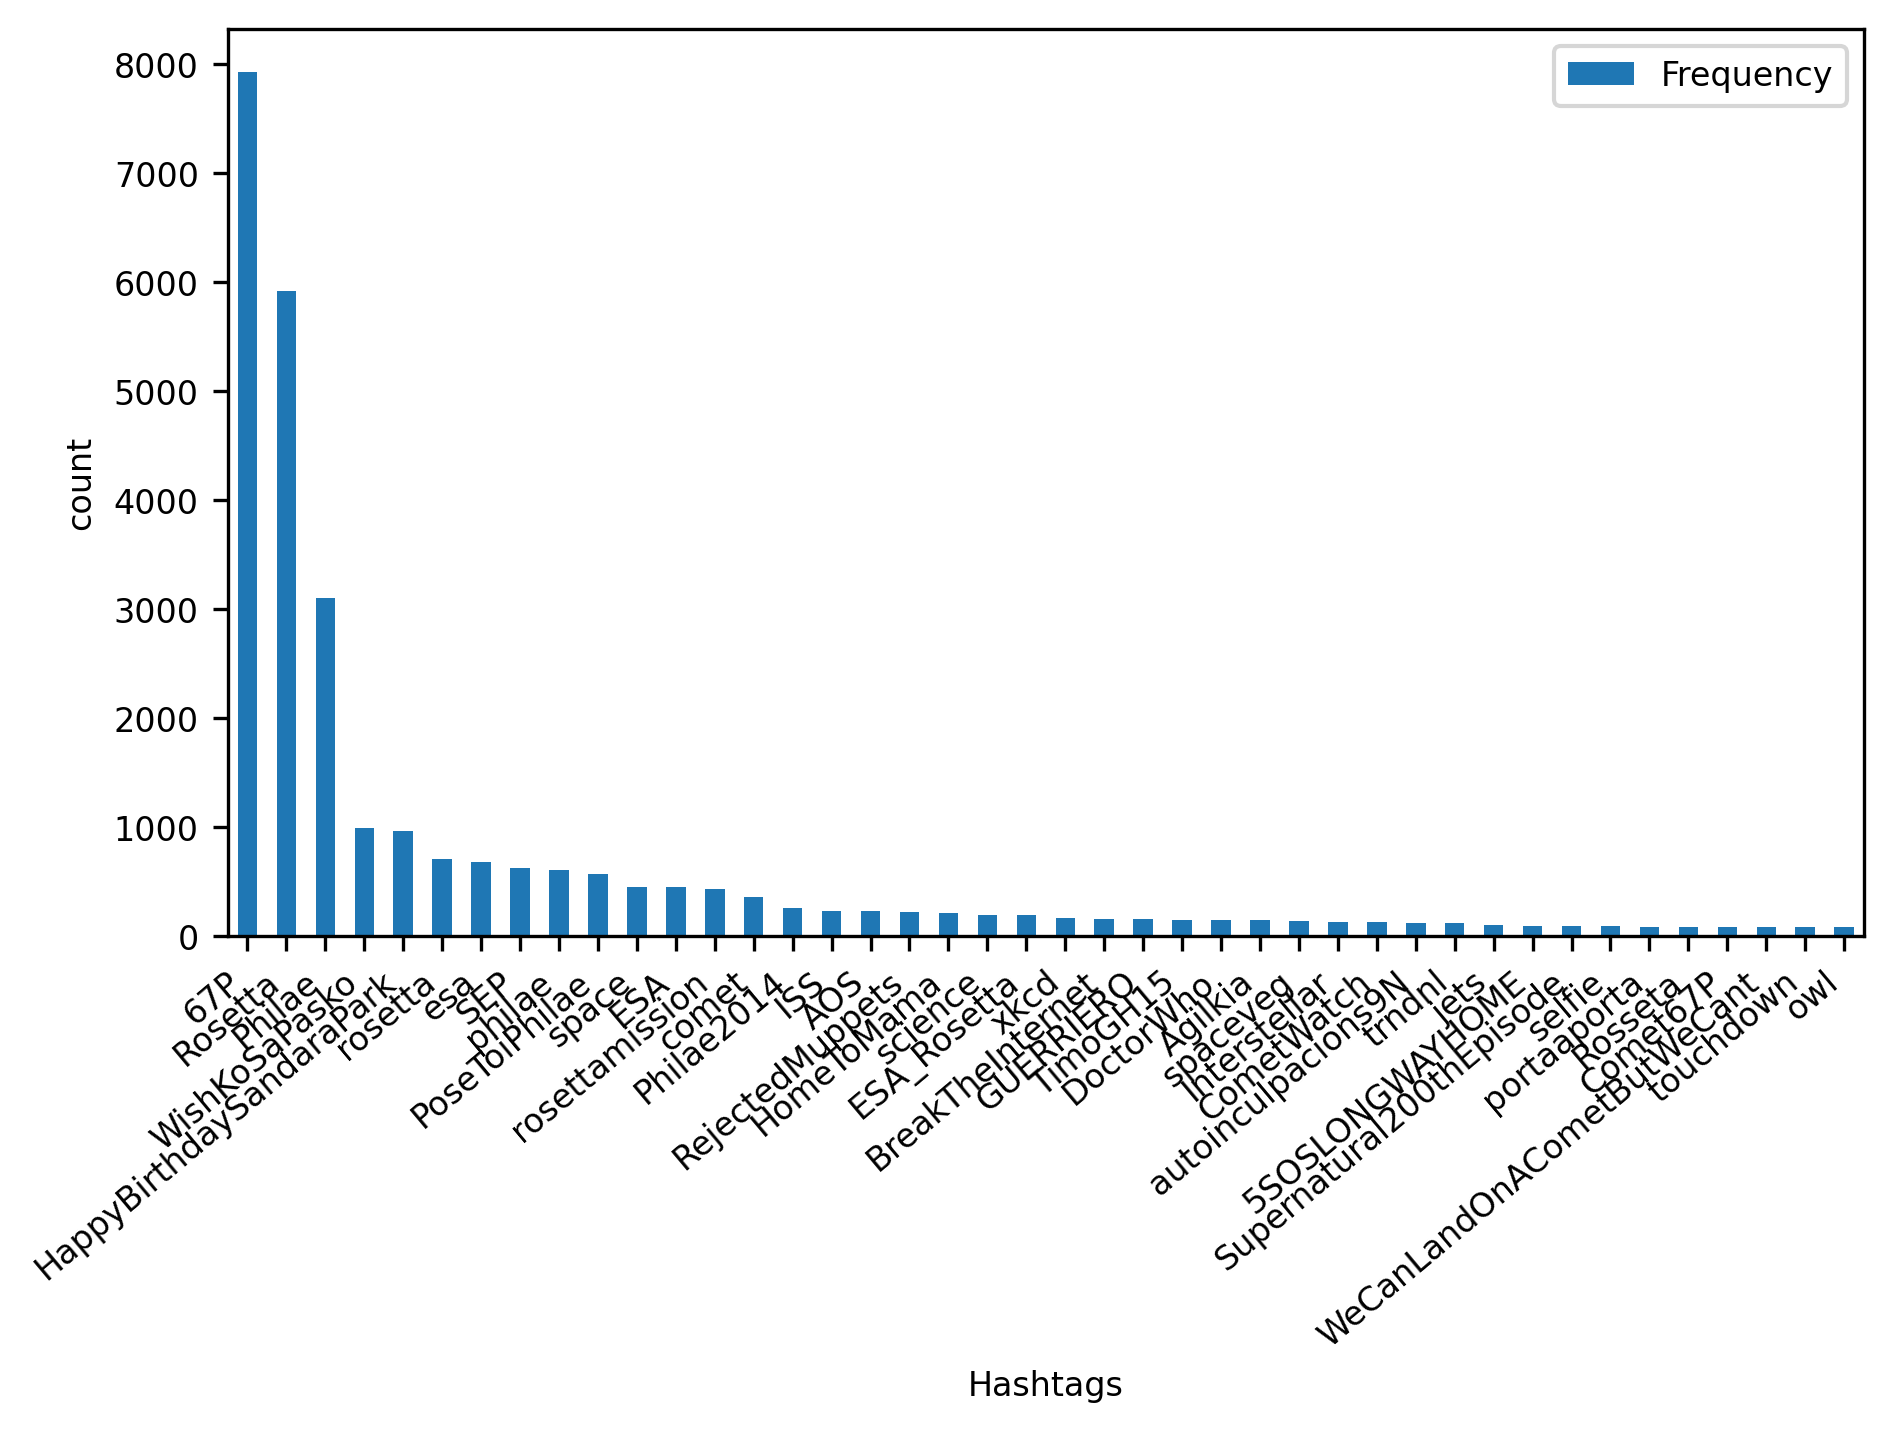 Frequency
8000
7000
6000
5000
4000
3000
2000
1000
0
count
67P
Rosetta
Philae
WishKoSaPasko
HappyBirthdaySandaraPark
rosetta
esa
SEP
philae
PoseToiPhilae
space
ESA
rosettamission
comet
Philae2014
ISS
AOS
RejectedMuppets
HomeToMama
science
ESA_Rosetta
xkcd
BreakTheInternet
GUERRIERO
TimoGH15
DoctorWho
Agilkia
spaceveg
Interstellar
CometWatch
autoinculpacions9N
trndnl
Jets
5SOSLONGWAYHOME
Supernatural200thEpisode
selfie
portaaporta
Rosseta
Comet67P
WeCanLandOnACometButWeCant
touchdown
owl
Hashtags